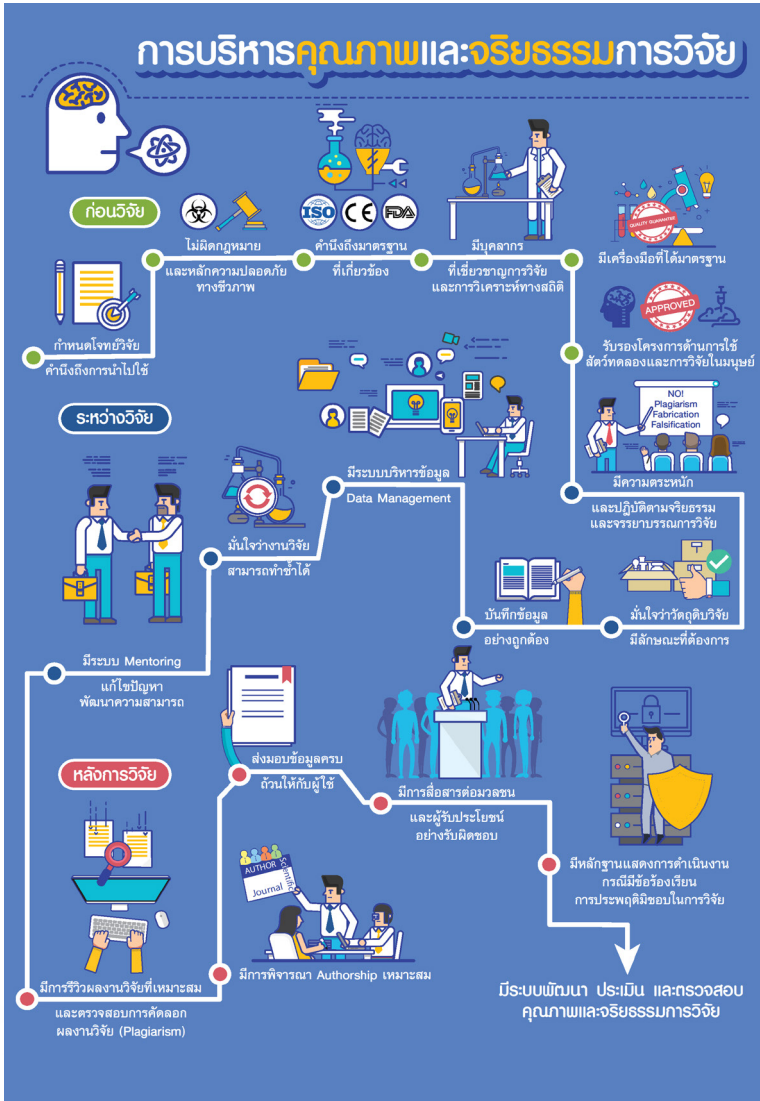 การบริหารคุณภาพและจริยธรรมการวิจัย
ก่อนวิจัย
กำหนดโจทย์วิจัย
คำนึงถึงการนำไปใช้
ไม่ผิดกฎหมาย
และหลักความปลอดภัย
ทางชีวภาพ
ISO CE FDA
คำนึงถึงมาตรฐาน
ที่เกี่ยวข้อง
มีบุคลากร
ที่เชี่ยวชาญการวิจัย
และการวิเคราะห์ทางสถิติ
QUALITY GUARANTEE
มีเครื่องมือที่ได้มาตรฐาน
APPROVED
รับรองโครงการด้านการใช้
สัตว์ทดลองและการวิจัยในมนุษย์
ระหว่างวิจัย
NO!
Plagiarism
Fabrication
Falsification
มีความตระหนัก
และปฏิบัติตามจริยธรรม
และจรรยาบรรณการวิจัย
มั่นใจว่าวัตถุดิบวิจัย
มีลักษณะที่ต้องการ
บันทึกข้อมูล
อย่างถูกต้อง
มีระบบบริหารข้อมูล
Data Management
มั่นใจว่างานวิจัย
สามารถทำซ้ำได้
มีระบบ Mentoring
แก้ไขปัญหา
พัฒนาความสามารถ
หลังการวิจัย
มีการรีวิวผลงานวิจัยที่เหมาะสม
และตรวจสอบการคัดลอก
ผลงานวิจัย (Plagiarism)
AUTHOR
Scientific
Journal
มีการพิจารณา Authorship เหมาะสม
ส่งมอบข้อมูลครบ
ถ้วนให้กับผู้ใช้
มีการสื่อสารต่อมวลชน
และผู้รับประโยชน์
อย่างรับผิดชอบ
มีหลักฐานแสดงการดำเนินงาน
กรณีมีข้อร้องเรียน
การประพฤติมิชอบในการวิจัย
มีระบบพัฒนา ประเมิน และตรวจสอบ
คุณภาพและจริยธรรมการวิจัย